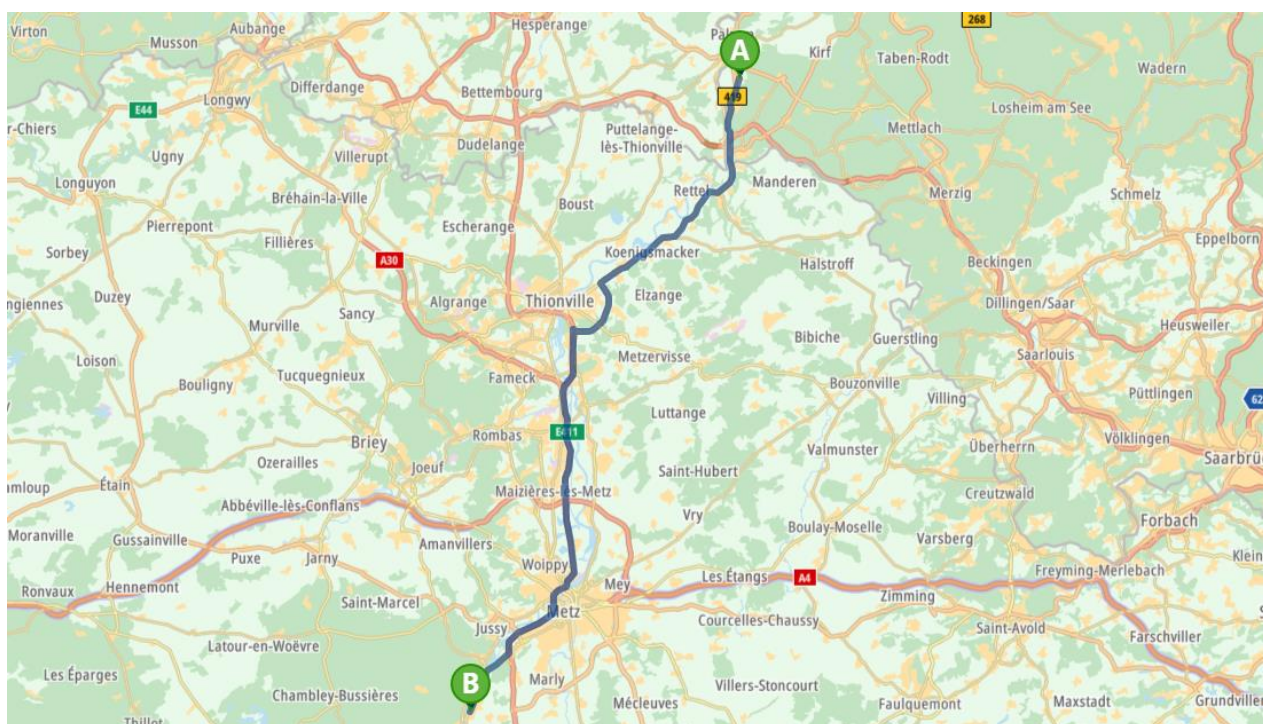 Virton
Musson
Aubange
Hesperange
Pal
A
Kirf
268
Taben-Rodt
Wadern
Longwy
Differdange
Bettembourg
419
Losheim am See
E44
r-Chiers
Ugny
Villerupt
Dudelange
Puttelange-
lès-Thionville
Mettlach
Longuyon
Bréhain-la-Ville
Boust
Rettel
Manderen
Merzig
Schmelz
Pierrepont
Fillières
Escherange
Koenigsmacker
Halstroff
Eppelborn
Sorbey
A30
Beckingen
ngiennes
Duzey
Algrange
Thionville
Elzange
Dillingen/Saar
Sancy
Murville
Bibiche
Guerstling
Heusweiler
Loison
Metzervisse
Saarlouis
Bouligny
Tucquegnieux
Fameck
Bouzonville
Villing
Püttlingen
62
Luttange
Briey
Rombas
E411
Valmunster
Überherrn
Völklingen
Ozerailles
Joeuf
Saint-Hubert
Saarbrü
amloup
Étain
Abbéville-lès-Conflans
Maizières-lès-Metz
Creutzwald
Vry
Forbach
Moranville
Gussainville
Puxe
Jarny
Amanvillers
Boulay-Moselle
Varsberg
Klein
Ronvaux
Hennemont
Woippy
Mey
Les Étangs
A4
Freyming-Merlebach
Saint-Marcel
Metz
Zimming
S
Jussy
Courcelles-Chaussy
Saint-Avold
Farschviller
Latour-en-Woëvre
Les Éparges
B
Marly
Villers-Stoncourt
Chambley-Bussières
Mécleuves
Faulquemont
Maxstadt
Grundviller
Thillot